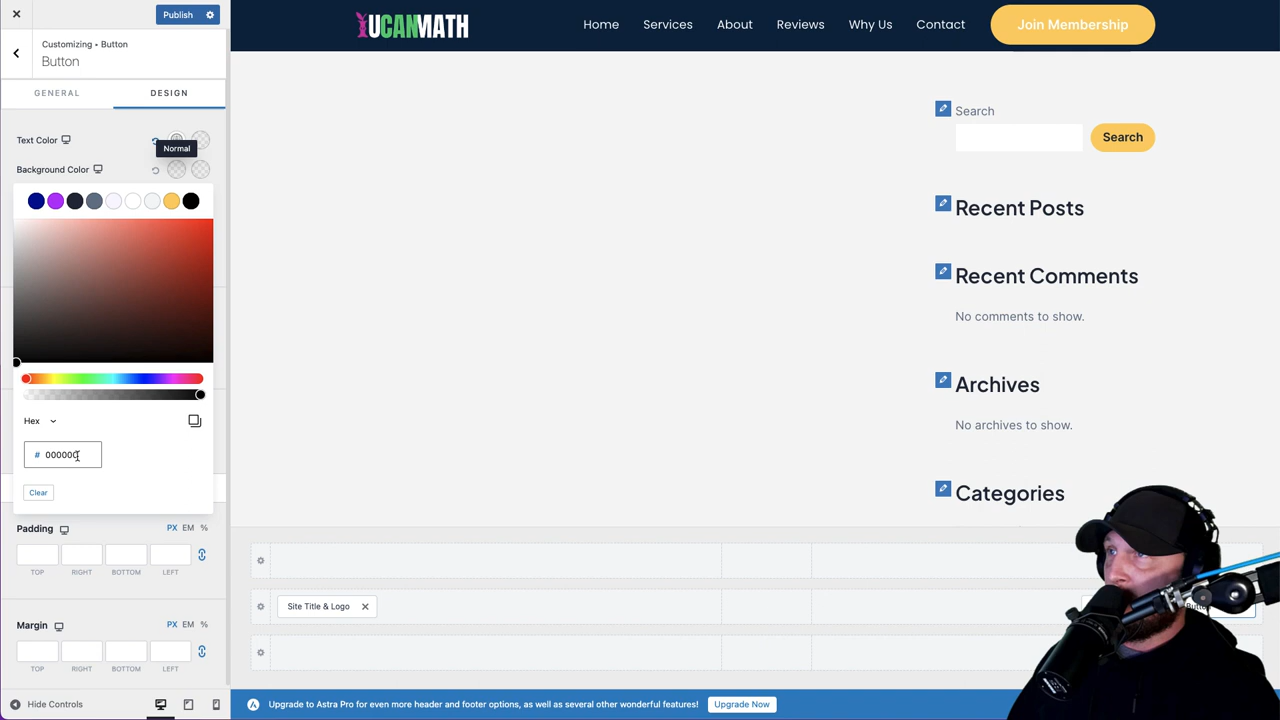 Publish
Customizing • Button
Button
GENERAL
DESIGN
Text Color
Normal
Background Color
Hex
# 000000
Clear
Padding
PX EM %
TOP RIGHT BOTTOM LEFT
Margin
PX EM %
TOP RIGHT BOTTOM LEFT
Hide Controls
UCANMATH
Home Services About Reviews Why Us Contact
Join Membership
Search
Search
Recent Posts
Recent Comments
No comments to show.
Archives
No archives to show.
Categories
Site Title & Logo
Upgrade to Astra Pro for even more header and footer options, as well as several other wonderful features!
Upgrade Now